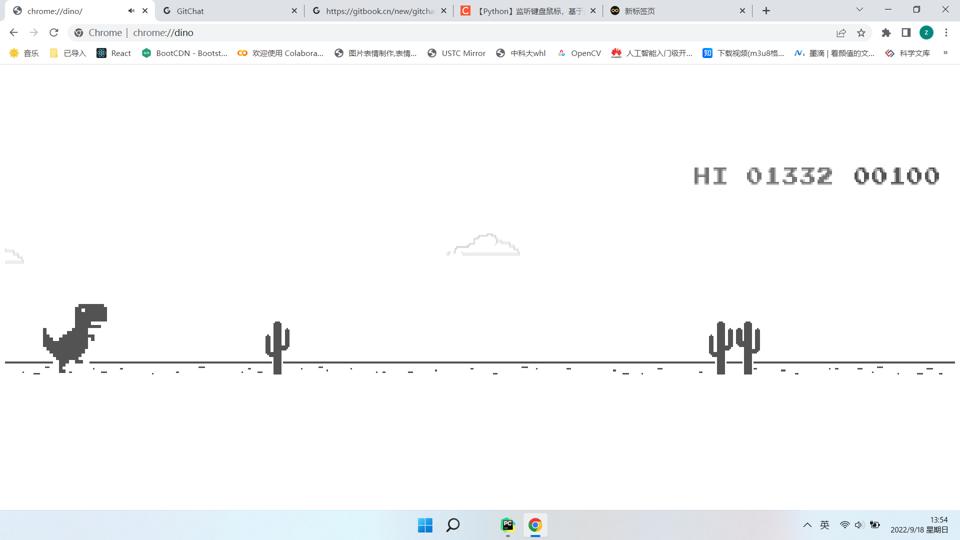 chrome://dino/
GitChat
https://gitbook.cn/new/gitcha
【Python】监听键盘鼠标，基于
新标签页
Chrome | chrome://dino
音乐
已导入
React
BootCDN - Bootst...
欢迎使用 Colabora...
图片表情制作,表情...
USTC Mirror
中科大whl
OpenCV
人工智能入门级开...
下载视频(m3u8格...
墨滴 | 看颜值的文...
科学文库
»
HI 01332 00100
英
13:54
2022/9/18 星期日